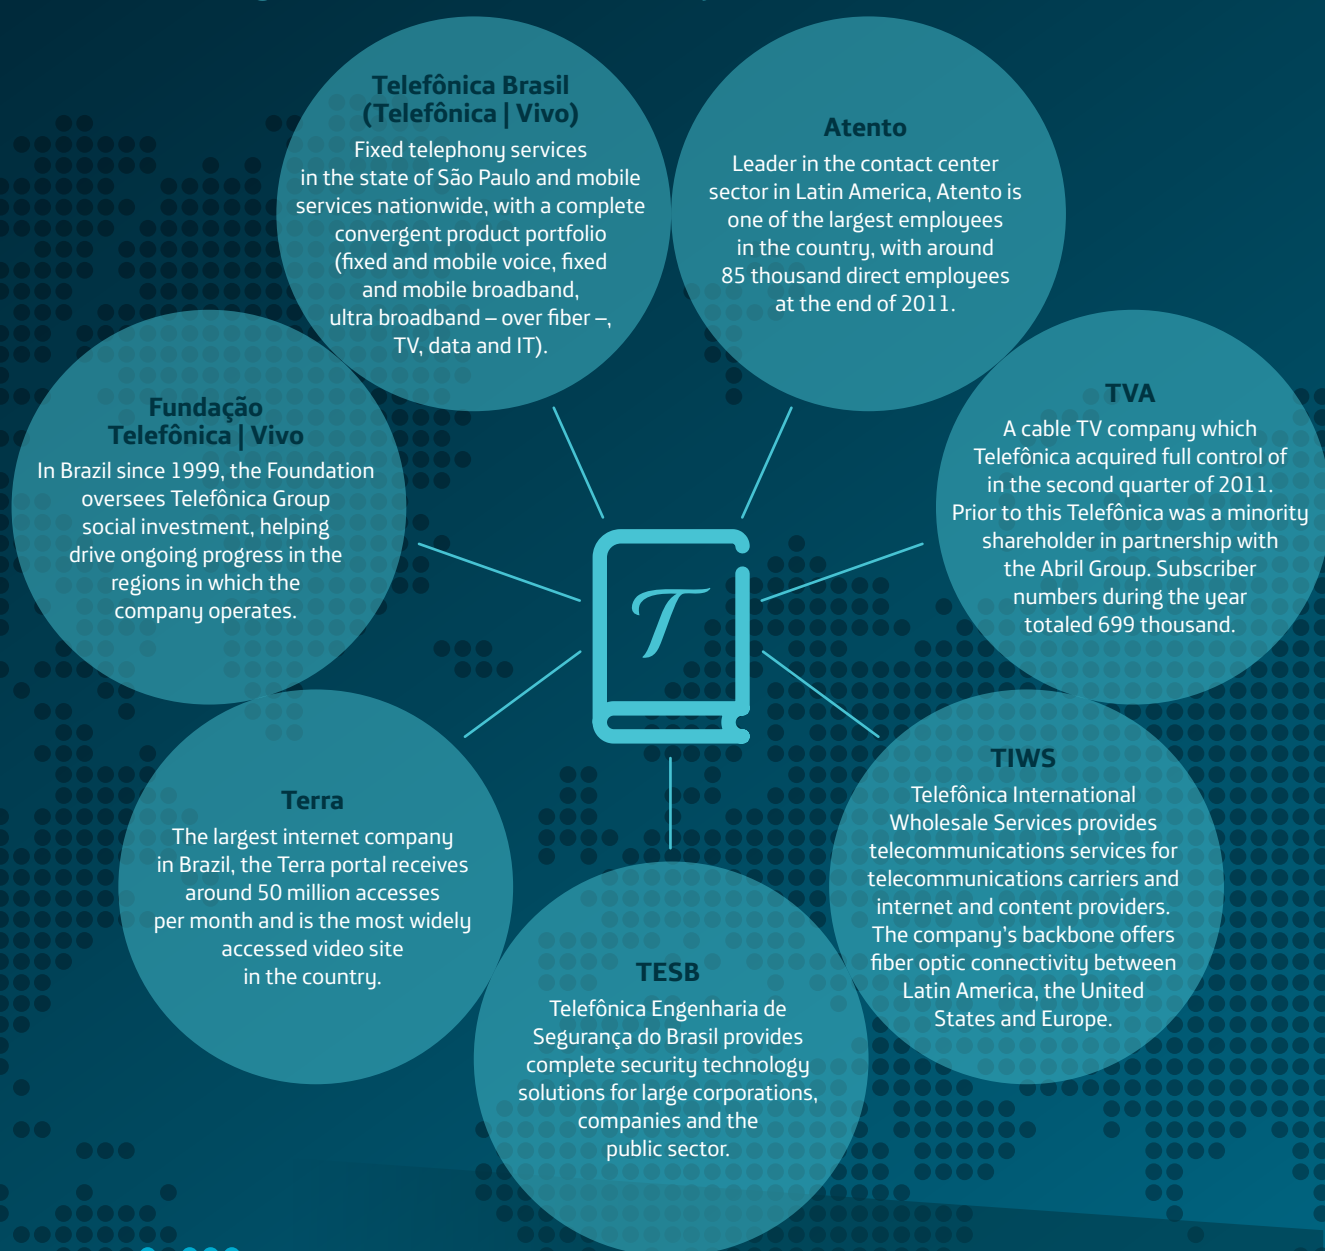 Telefônica Brasil
(Telefônica | Vivo)
Fixed telephony services
in the state of São Paulo and mobile
services nationwide, with a complete
convergent product portfolio
(fixed and mobile voice, fixed
and mobile broadband,
ultra broadband – over fiber –,
TV, data and IT).
Atento
Leader in the contact center
sector in Latin America, Atento is
one of the largest employees
in the country, with around
85 thousand direct employees
at the end of 2011.
TVA
A cable TV company which
Telefônica acquired full control of
in the second quarter of 2011.
Prior to this Telefônica was a minority
shareholder in partnership with
the Abril Group. Subscriber
numbers during the year
totaled 699 thousand.
Fundação
Telefônica | Vivo
In Brazil since 1999, the Foundation
oversees Telefônica Group
social investment, helping
drive ongoing progress in the
regions in which the
company operates.
T
TIWS
Telefônica International
Wholesale Services provides
telecommunications services for
telecommunications carriers and
internet and content providers.
The company's backbone offers
fiber optic connectivity between
Latin America, the United
States and Europe.
Terra
The largest internet company
in Brazil, the Terra portal receives
around 50 million accesses
per month and is the most widely
accessed video site
in the country.
TESB
Telefônica Engenharia de
Segurança do Brasil provides
complete security technology
solutions for large corporations,
companies and the
public sector.